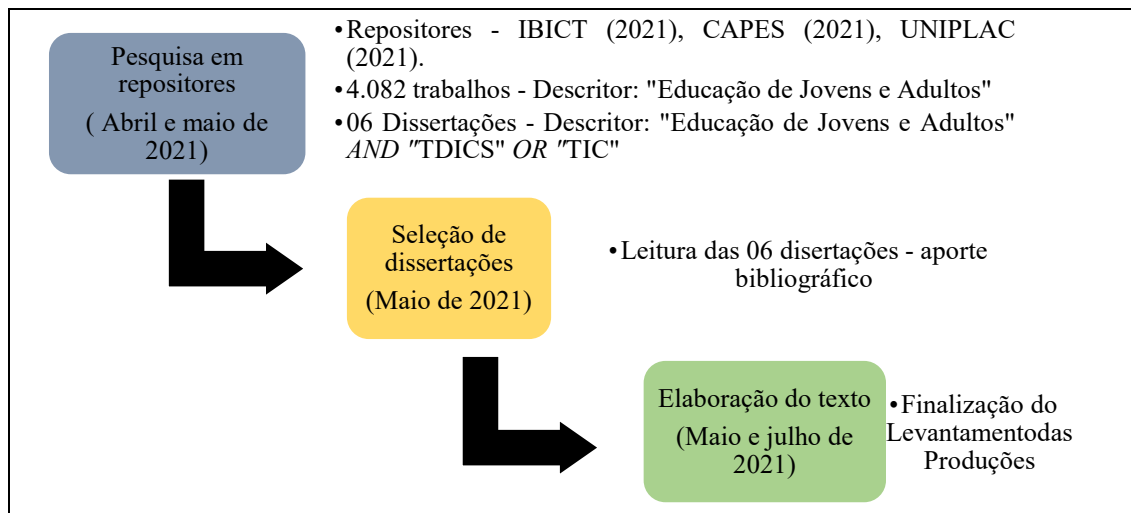 Pesquisa em
repositores
( Abril e maio de
2021)
•Repositores - IBICT (2021), CAPES (2021), UNIPLAC
(2021).
•4.082 trabalhos - Descritor: "Educação de Jovens e Adultos"
•06 Dissertações - Descritor: "Educação de Jovens e Adultos"
AND "TDICS" OR "TIC"
Seleção de
dissertações
(Maio de 2021)
•Leitura das 06 disertações - aporte
bibliográfico
Elaboração do texto
(Maio e julho de
2021)
•Finalização do
Levantamentodas
Produções